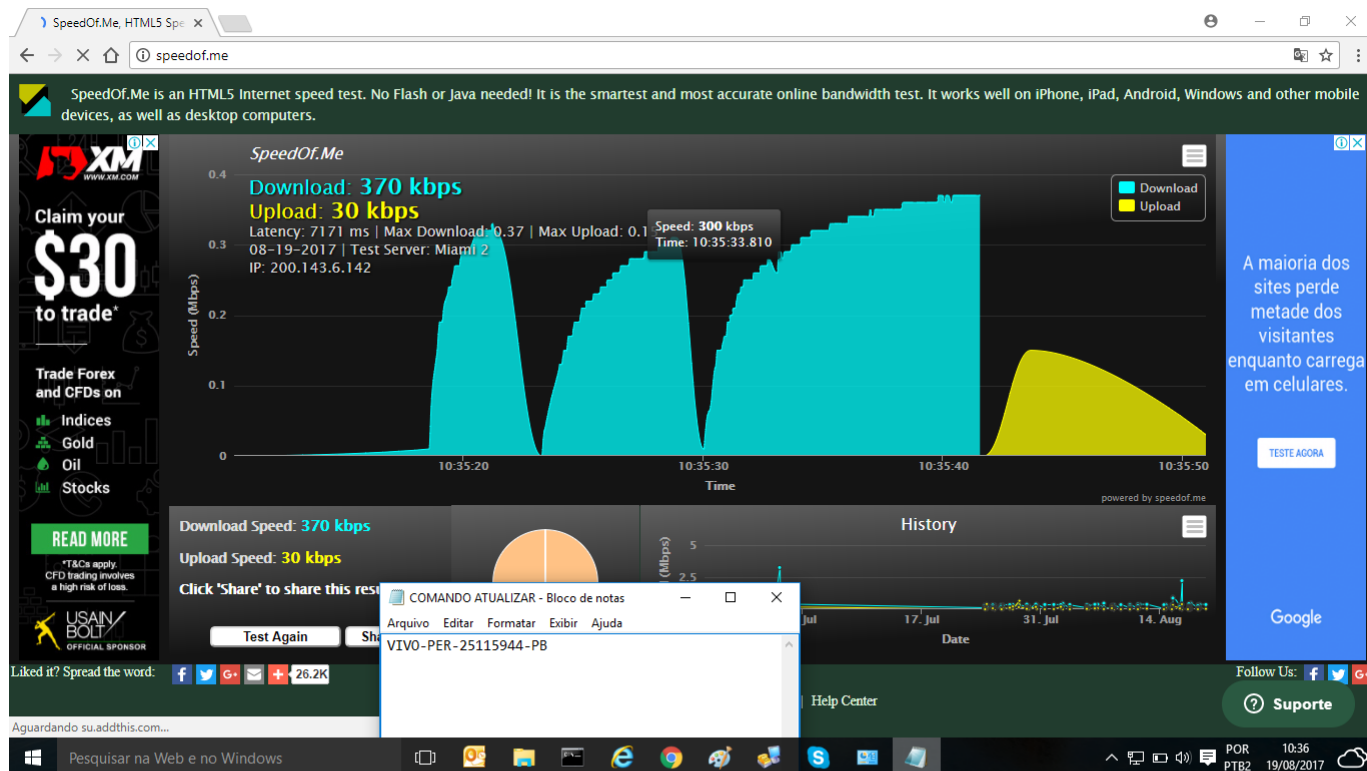 SpeedOf.Me, HTML5 Spe
speedof.me
SpeedOf.Me is an HTML5 Internet speed test. No Flash or Java needed! It is the smartest and most accurate online bandwidth test. It works well on iPhone, iPad, Android, Windows and other mobile
devices, as well as desktop computers.
XM
WWW.XM.COM
Claim your
$30
to trade*
Trade Forex
and CFDs on
Indices
Gold
Oil
Stocks
READ MORE
*T&Cs apply.
CFD trading involves
a high risk of loss.
USAIN
BOLT
OFFICIAL SPONSOR
SpeedOf.Me
Download: 370 kbps
Upload: 30 kbps
Latency: 7171 ms | Max Download: 0.37 | Max Upload: 0.1
08-19-2017 | Test Server: Miami 2
IP: 200.143.6.142
Speed: 300 kbps
Time: 10:35:33.810
Download
Upload
Speed (Mbps)
0.4
0.3
0.2
0.1
0
10:35:20
10:35:30
10:35:40
10:35:50
Time
powered by speedof.me
A maioria dos
sites perde
metade dos
visitantes
enquanto carrega
em celulares.
TESTE AGORA
Google
Download Speed: 370 kbps
Upload Speed: 30 kbps
Click 'Share' to share this resu
Test Again
Sha
History
(Mbps)
5
2.5
Jul
17. Jul
31. Jul
14. Aug
Date
COMANDO ATUALIZAR - Bloco de notas
Arquivo Editar Formatar Exibir Ajuda
VIVO-PER-25115944-PB
Liked it? Spread the word:
26.2K
| Help Center
Follow Us:
Suporte
Aguardando su.addthis.com...
Pesquisar na Web e no Windows
POR
PTB2
10:36
19/08/2017